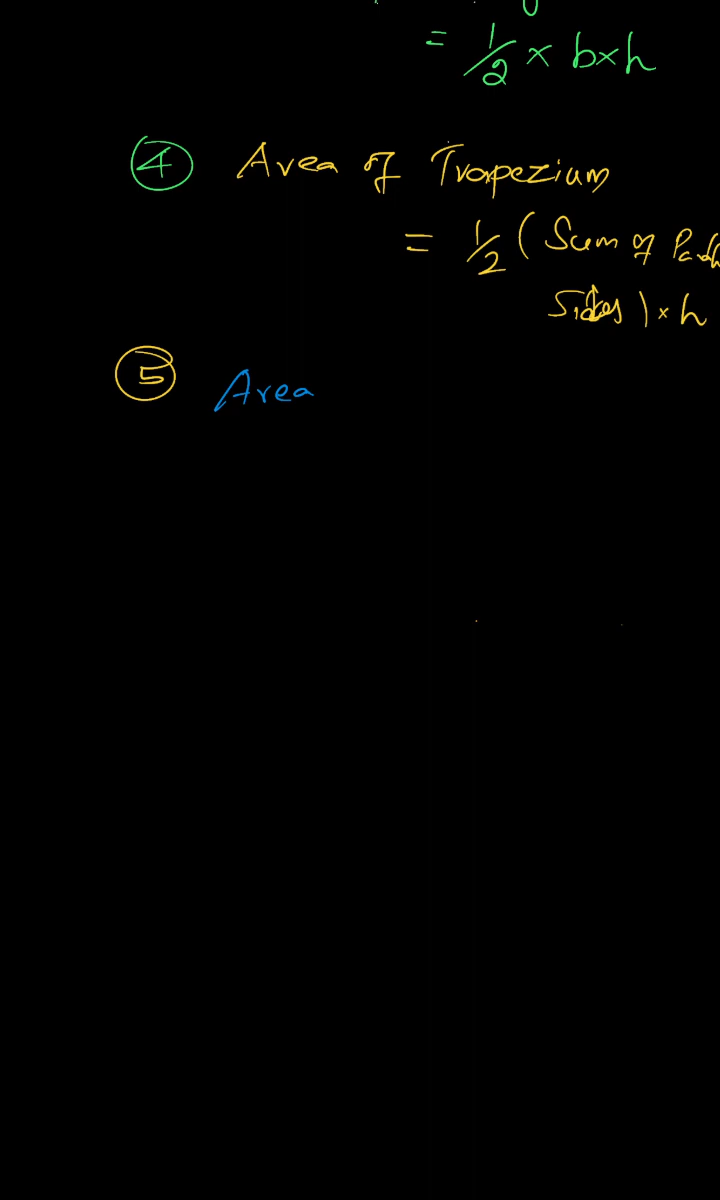 = 1/2 × b×h
④ Area of Trapezium
= 1/2 (Sum of
Sides) × h
⑤ Area